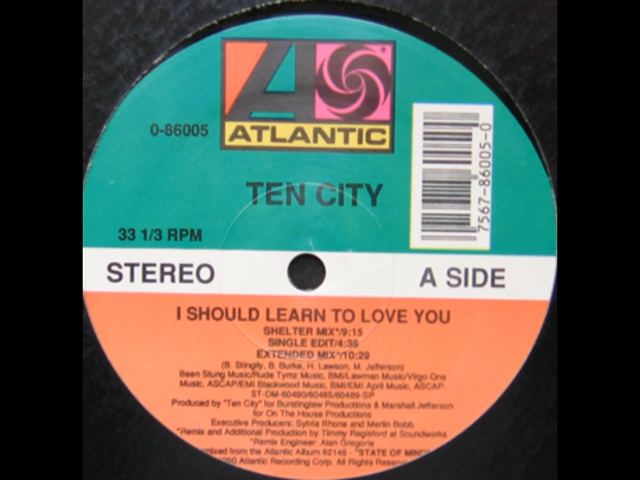 ATLANTIC
0-86005
TEN CITY
7567-86005-0
33 1/3 RPM
STEREO
A SIDE
I SHOULD LEARN TO LOVE YOU
SHELTER MIX*/9:15
SINGLE EDIT/4:35
EXTENDED MIX*/10:29
(B. Stingily, B. Burke, H. Lawson, M. Jefferson)
Been Stung Music/Rude Tymz Music, BMI/Lawman Music/Virgo One
Music, ASCAP/EMI Blackwood Music, BMI/EMI April Music, ASCAP.
ST-DM-60490/60485/60489-SP
Produced by "Ten City" for Burstinglaw Productions & Marshall Jefferson
for On The House Productions
Executive Producers: Sylvia Rhone and Merlin Bobb
*Remix and Additional Production by Timmy Regisford at Soundworks
*Remix Engineer: Alan Gregorie
from the Atlantic Album 82146 - "STATE OF MIND"
Atlantic Recording Corp. All Rights